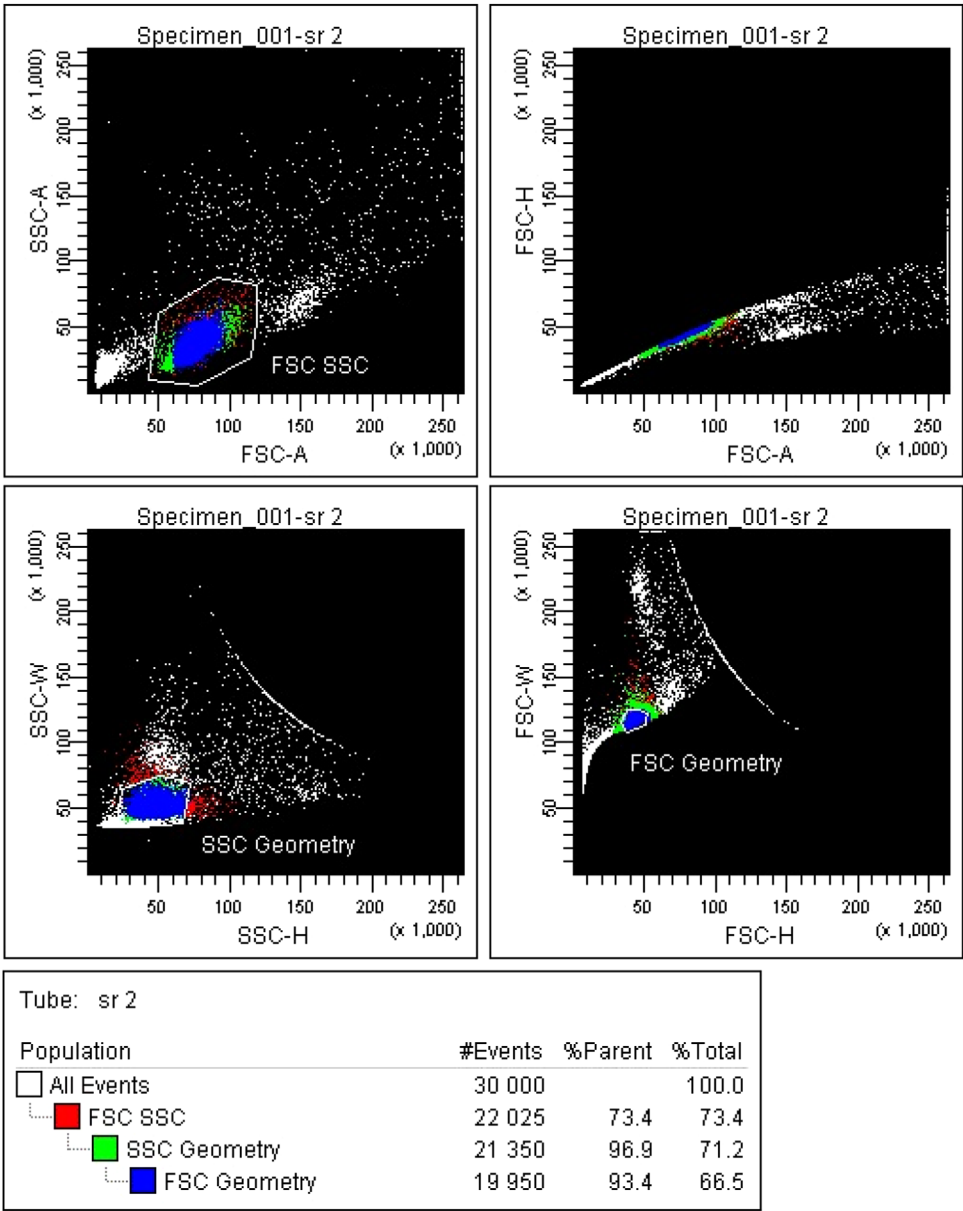 Specimen_001-sr 2
(x 1,000)
250
200
150
100
50
SSC-A
FSC SSC
50 100 150 200 250
FSC-A (x 1,000)
Specimen_001-sr 2
(x 1,000)
250
200
150
100
50
FSC-H
50 100 150 200 250
FSC-A (x 1,000)
Specimen_001-sr 2
(x 1,000)
250
200
150
100
50
SSC-W
SSC Geometry
50 100 150 200 250
SSC-H (x 1,000)
Specimen_001-sr 2
(x 1,000)
250
200
150
100
50
FSC-W
FSC Geometry
50 100 150 200 250
FSC-H (x 1,000)
Tube: sr 2
Population #Events %Parent %Total
All Events 30 000 100.0
FSC SSC 22 025 73.4 73.4
SSC Geometry 21 350 96.9 71.2
FSC Geometry 19 950 93.4 66.5